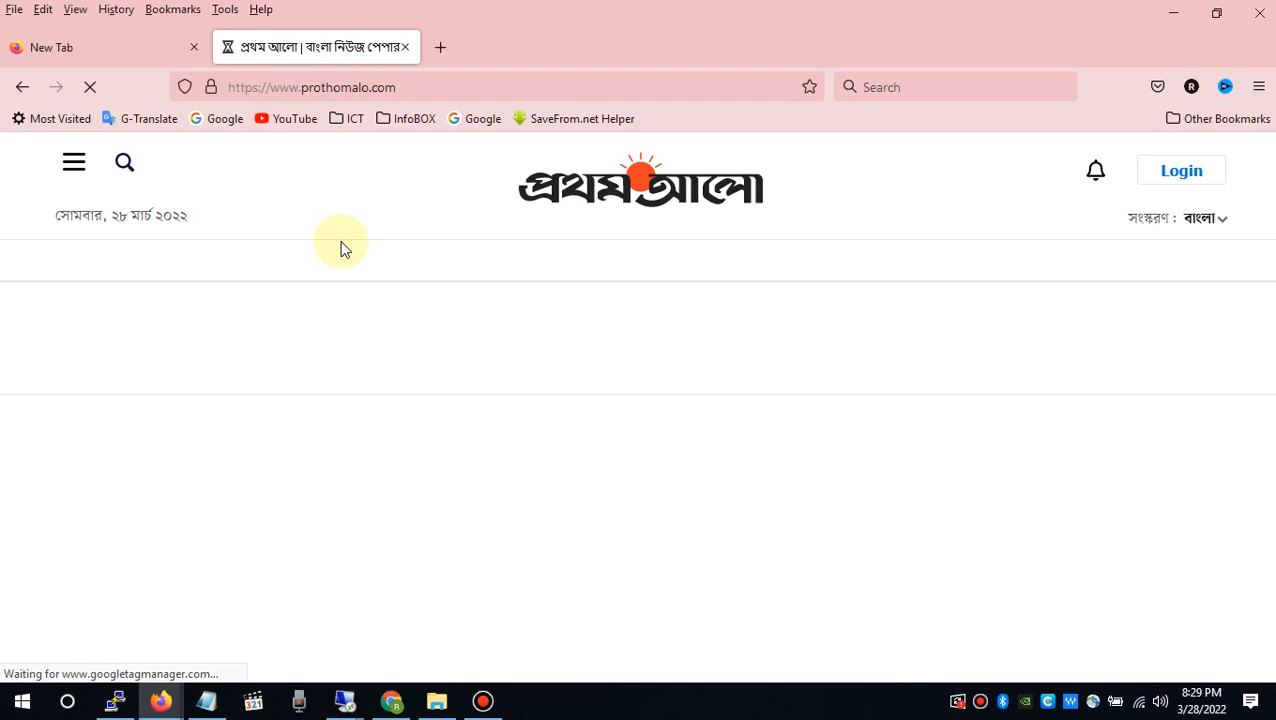 File Edit View History Bookmarks Tools Help
New Tab
প্রথম আলো | বাংলা নিউজ পেপার
https://www.prothomalo.com
Search
R
Most Visited G-Translate Google YouTube ICT InfoBOX Google SaveFrom.net Helper Other Bookmarks
প্রথম আলো
Login
সোমবার, ২৮ মার্চ ২০২২
সংস্করণ : বাংলা
Waiting for www.googletagmanager.com...
321
R
8:29 PM
3/28/2022